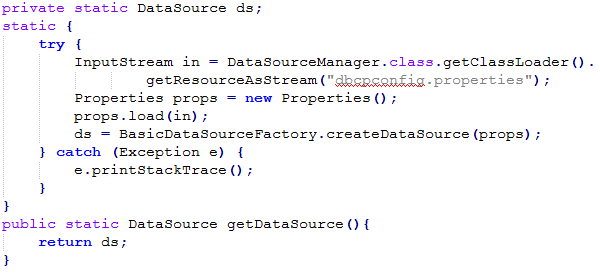 private static DataSource ds;
static {
    try {
        InputStream in = DataSourceManager.class.getClassLoader().
                getResourceAsStream("dbcpconfig.properties");
        Properties props = new Properties();
        props.load(in);
        ds = BasicDataSourceFactory.createDataSource(props);
    } catch (Exception e) {
        e.printStackTrace();
    }
}
public static DataSource getDataSource(){
    return ds;
}